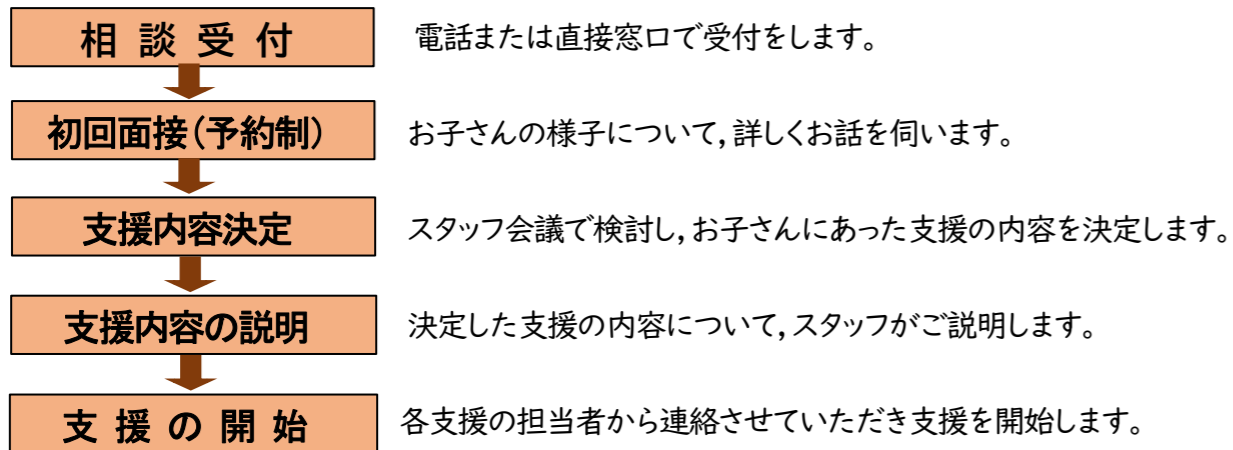 相談受付
電話または直接窓口で受付をします。
初回面接(予約制)
お子さんの様子について,詳しくお話を伺います。
支援内容決定
スタッフ会議で検討し,お子さんにあった支援の内容を決定します。
支援内容の説明
決定した支援の内容について,スタッフがご説明します。
支援の開始
各支援の担当者から連絡させていただき支援を開始します。